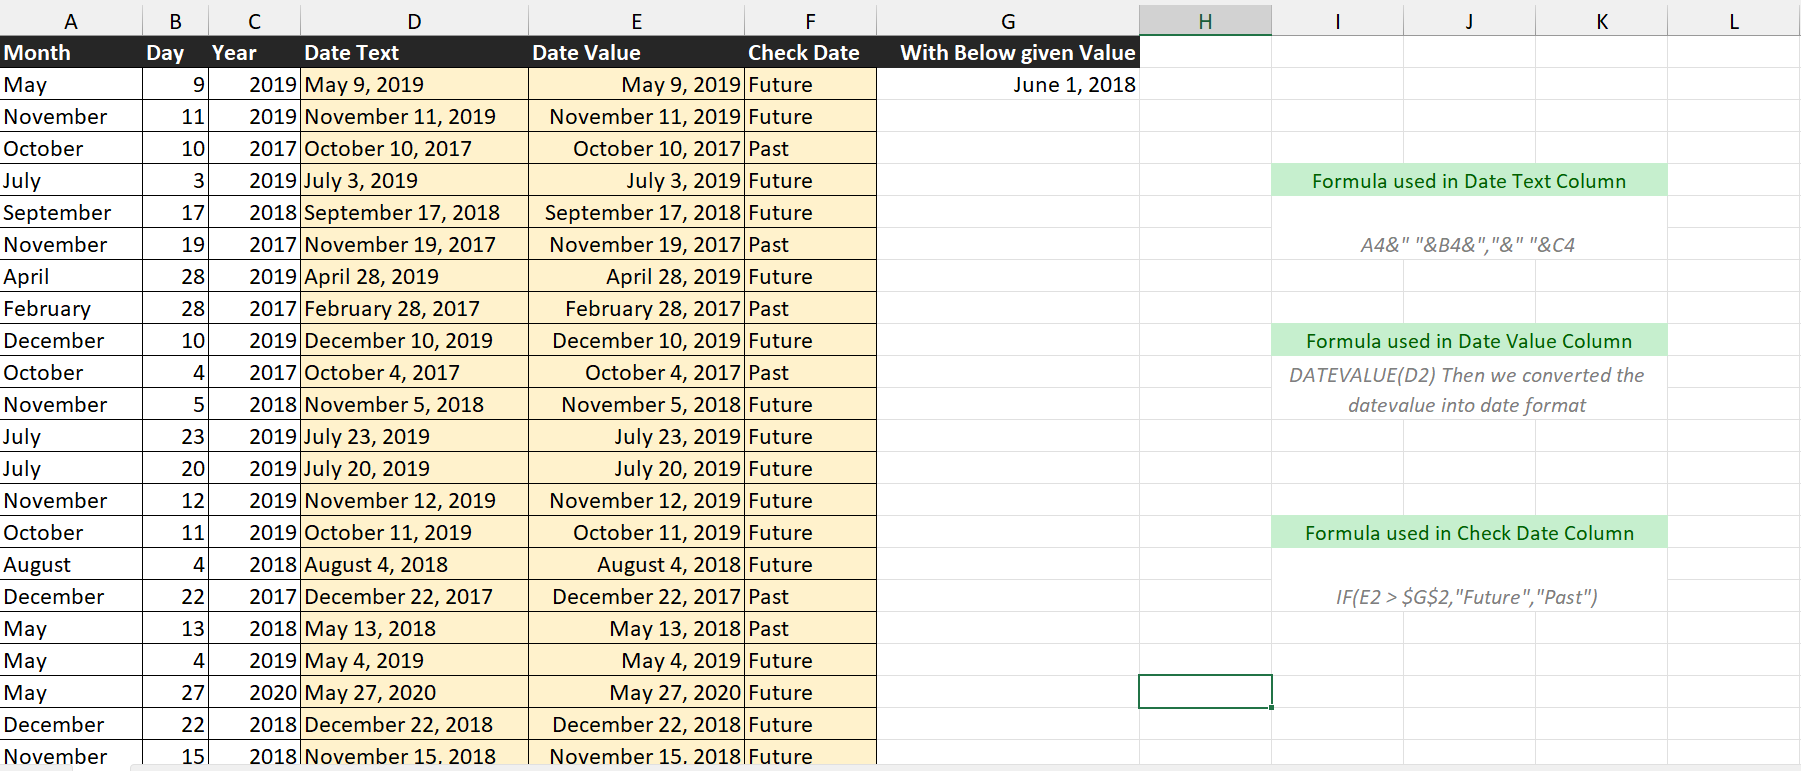 A B C D E F G H I J K L
Month Day Year Date Text Date Value Check Date With Below given Value
May 9 2019 May 9, 2019 May 9, 2019 Future June 1, 2018
November 11 2019 November 11, 2019 November 11, 2019 Future
October 10 2017 October 10, 2017 October 10, 2017 Past
July 3 2019 July 3, 2019 July 3, 2019 Future Formula used in Date Text Column
September 17 2018 September 17, 2018 September 17, 2018 Future
November 19 2017 November 19, 2017 November 19, 2017 Past A4&" "&B4&","&" "&C4
April 28 2019 April 28, 2019 April 28, 2019 Future
February 28 2017 February 28, 2017 February 28, 2017 Past
December 10 2019 December 10, 2019 December 10, 2019 Future Formula used in Date Value Column
October 4 2017 October 4, 2017 October 4, 2017 Past DATEVALUE(D2) Then we converted the
November 5 2018 November 5, 2018 November 5, 2018 Future datevalue into date format
July 23 2019 July 23, 2019 July 23, 2019 Future
July 20 2019 July 20, 2019 July 20, 2019 Future
November 12 2019 November 12, 2019 November 12, 2019 Future
October 11 2019 October 11, 2019 October 11, 2019 Future Formula used in Check Date Column
August 4 2018 August 4, 2018 August 4, 2018 Future
December 22 2017 December 22, 2017 December 22, 2017 Past IF(E2 > $G$2,"Future","Past")
May 13 2018 May 13, 2018 May 13, 2018 Past
May 4 2019 May 4, 2019 May 4, 2019 Future
May 27 2020 May 27, 2020 May 27, 2020 Future
December 22 2018 December 22, 2018 December 22, 2018 Future
November 15 2018 November 15, 2018 November 15, 2018 Future